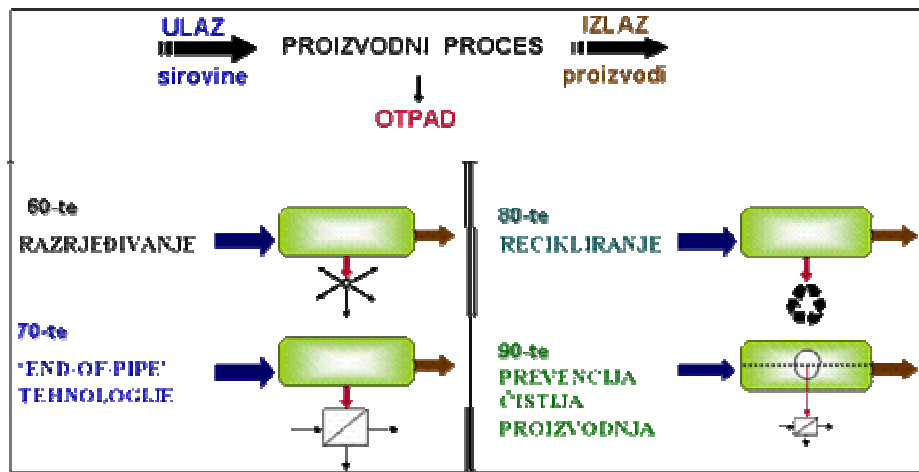 ULAZ
sirovine
PROIZVODNI PROCES
IZLAZ
proizvodi
OTPAD
60-te
RAZRJEĐIVANJE
70-te
'END-OF-PIPE'
TEHNOLOGIJE
80-te
RECIKLIRANJE
90-te
PREVENCIJA
ČISTIJA
PROIZVODNJA